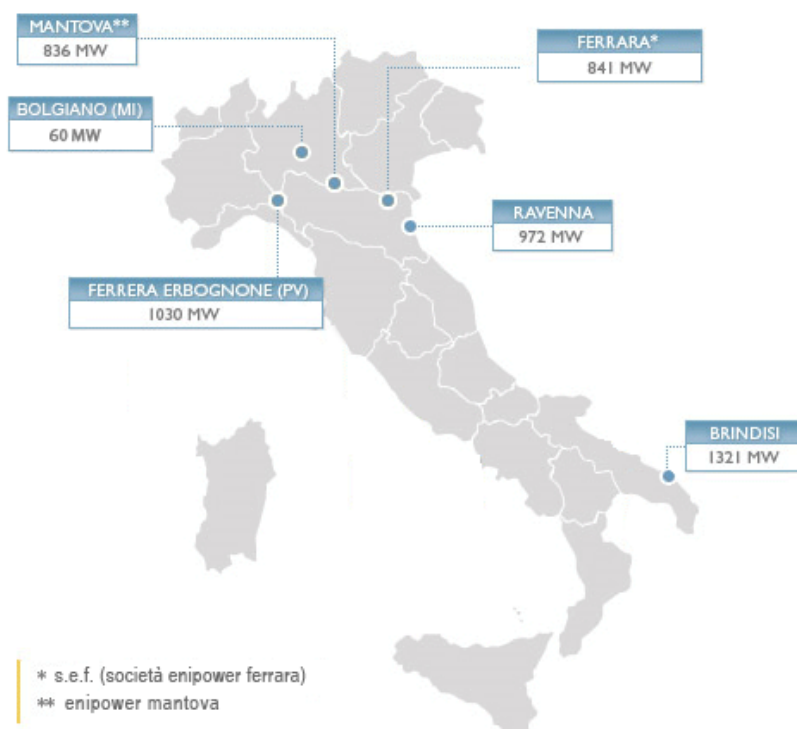 MANTOVA**
836 MW
FERRARA*
841 MW
BOLGIANO (MI)
60 MW
RAVENNA
972 MW
FERRERA ERBOGNONE (PV)
1030 MW
BRINDISI
1321 MW
* s.e.f. (società enipower ferrara)
** enipower mantova